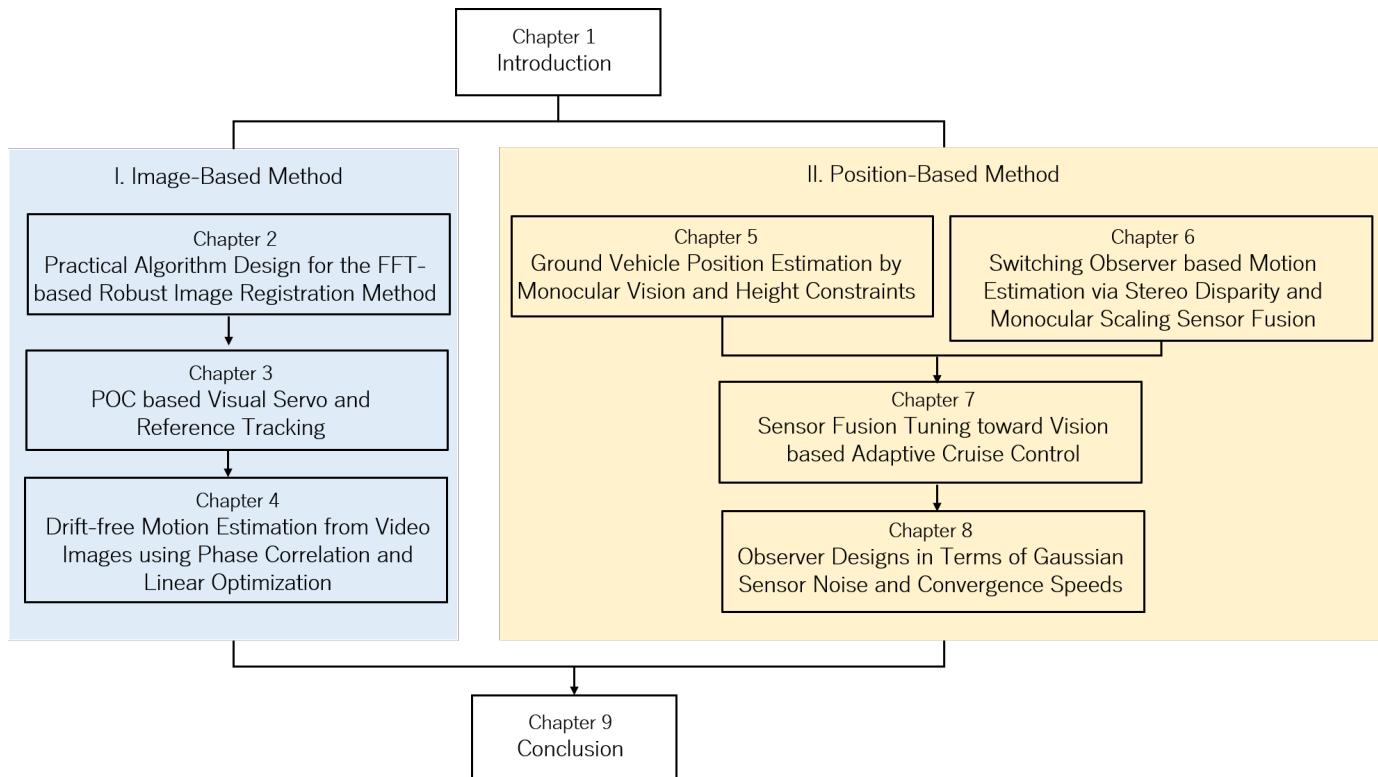 Chapter 1
Introduction
I. Image-Based Method
Chapter 2
Practical Algorithm Design for the FFT-
based Robust Image Registration Method
Chapter 3
POC based Visual Servo and
Reference Tracking
Chapter 4
Drift-free Motion Estimation from Video
Images using Phase Correlation and
Linear Optimization
II. Position-Based Method
Chapter 5
Ground Vehicle Position Estimation by
Monocular Vision and Height Constraints
Chapter 6
Switching Observer based Motion
Estimation via Stereo Disparity and
Monocular Scaling Sensor Fusion
Chapter 7
Sensor Fusion Tuning toward Vision
based Adaptive Cruise Control
Chapter 8
Observer Designs in Terms of Gaussian
Sensor Noise and Convergence Speeds
Chapter 9
Conclusion